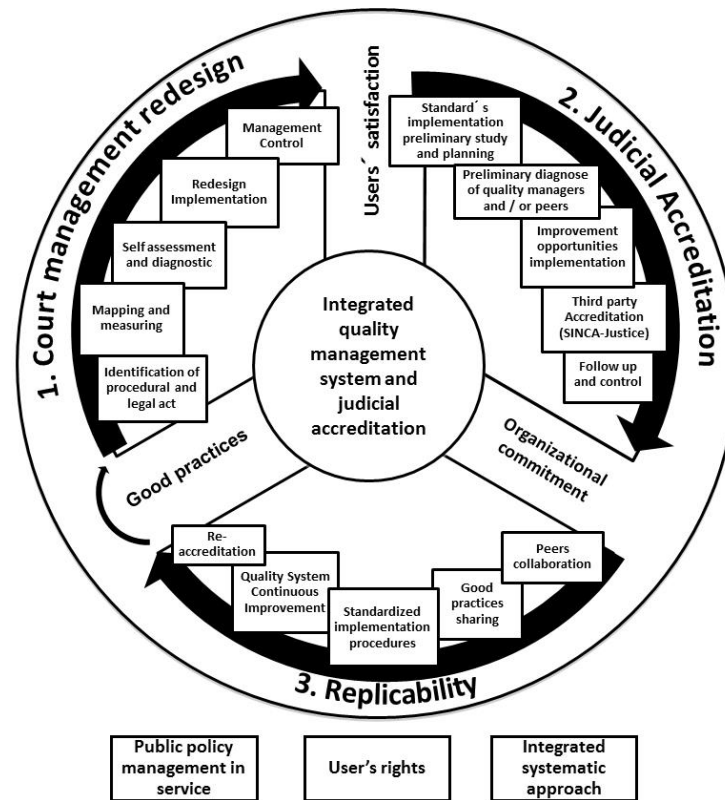 1. Court management redesign
Management
Control
Redesign
Implementation
Self assessment
and diagnostic
Mapping and
measuring
Identification of
procedural and
legal act
Users´ satisfaction
2. Judicial Accreditation
Standard´s
implementation
preliminary study
and planning
Preliminary diagnose
of quality managers
and / or peers
Improvement
opportunities
implementation
Third party
Accreditation
(SINCA-Justice)
Follow up
and control
Integrated
quality
management
system and
judicial
accreditation
Good practices
Organizational
commitment
Peers
collaboration
Good
practices
sharing
Standardized
implementation
procedures
Quality System
Continuous
Improvement
Re-
accreditation
3. Replicability
Public policy
management in
service
User’s rights
Integrated
systematic
approach